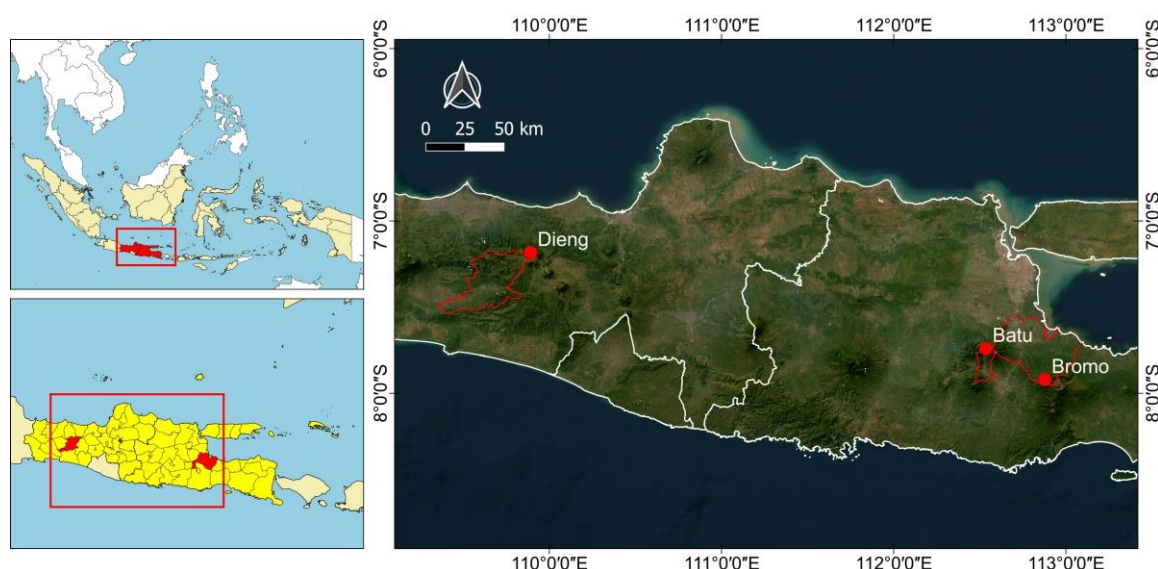 110°0′0″E 111°0′0″E 112°0′0″E 113°0′0″E
6°0′0″S
7°0′0″S
8°0′0″S
0 25 50 km
Dieng
Batu
Bromo
6°0′0″S
7°0′0″S
8°0′0″S
110°0′0″E 111°0′0″E 112°0′0″E 113°0′0″E